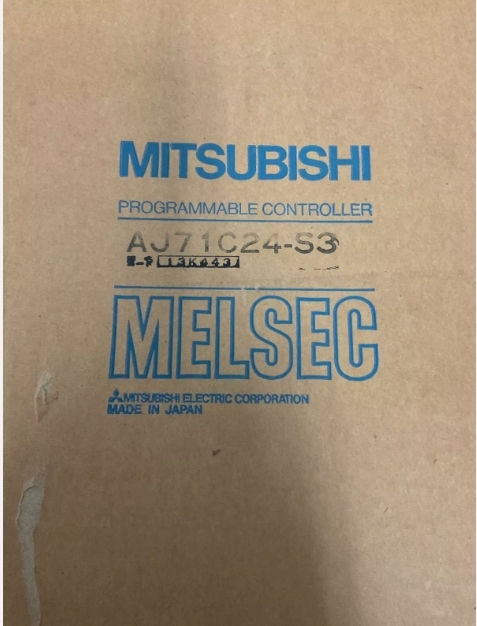 MITSUBISHI
PROGRAMMABLE CONTROLLER
AJ71C24-S3
13K443
MELSEC
MITSUBISHI ELECTRIC CORPORATION
MADE IN JAPAN